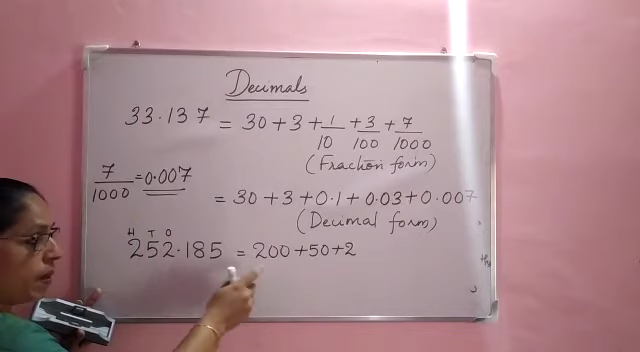 Decimals
33.137 = 30+3+1/10+3/100+7/1000
(Fraction form)
7/1000=0.007
= 30+3+0.1+0.03+0.007
(Decimal form)
H T O
252.185 = 200+50+2